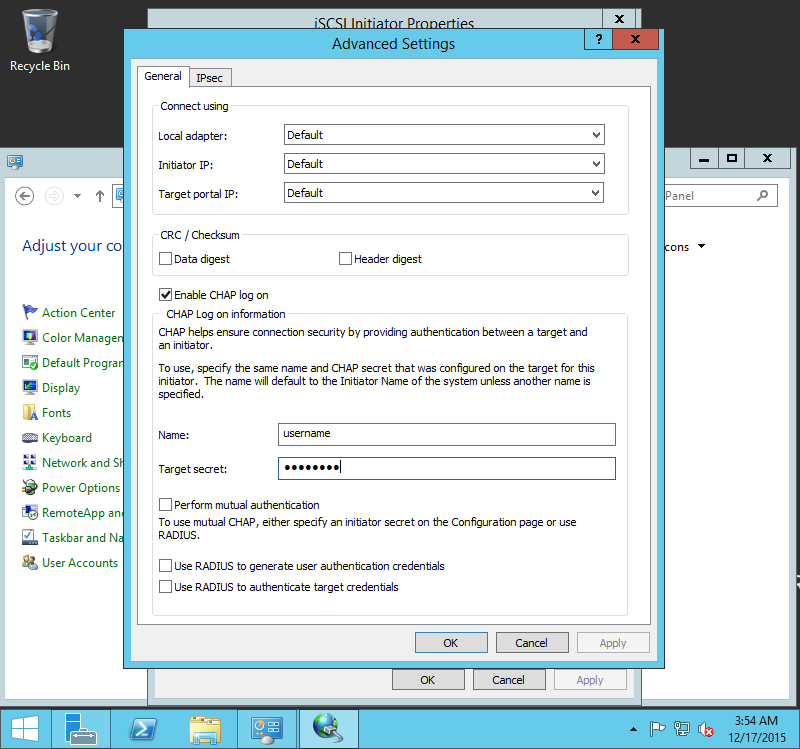 Recycle Bin
iSCSI Initiator Properties
x
Advanced Settings
?
x
General
IPsec
Connect using
Local adapter:
Default
Initiator IP:
Default
Target portal IP:
Default
Panel
Adjust your co
cons
CRC / Checksum
Data digest
Header digest
Enable CHAP log on
CHAP Log on information
CHAP helps ensure connection security by providing authentication between a target and
an initiator.
To use, specify the same name and CHAP secret that was configured on the target for this
initiator. The name will default to the Initiator Name of the system unless another name is
specified.
Name:
username
Target secret:
●●●●●●●●
Perform mutual authentication
To use mutual CHAP, either specify an initiator secret on the Configuration page or use
RADIUS.
Use RADIUS to generate user authentication credentials
Use RADIUS to authenticate target credentials
OK
Cancel
Apply
Action Center
Color Managem
Default Program
Display
Fonts
Keyboard
Network and Sh
Power Options
RemoteApp and
Taskbar and Na
User Accounts
OK
Cancel
Apply
3:54 AM
12/17/2015